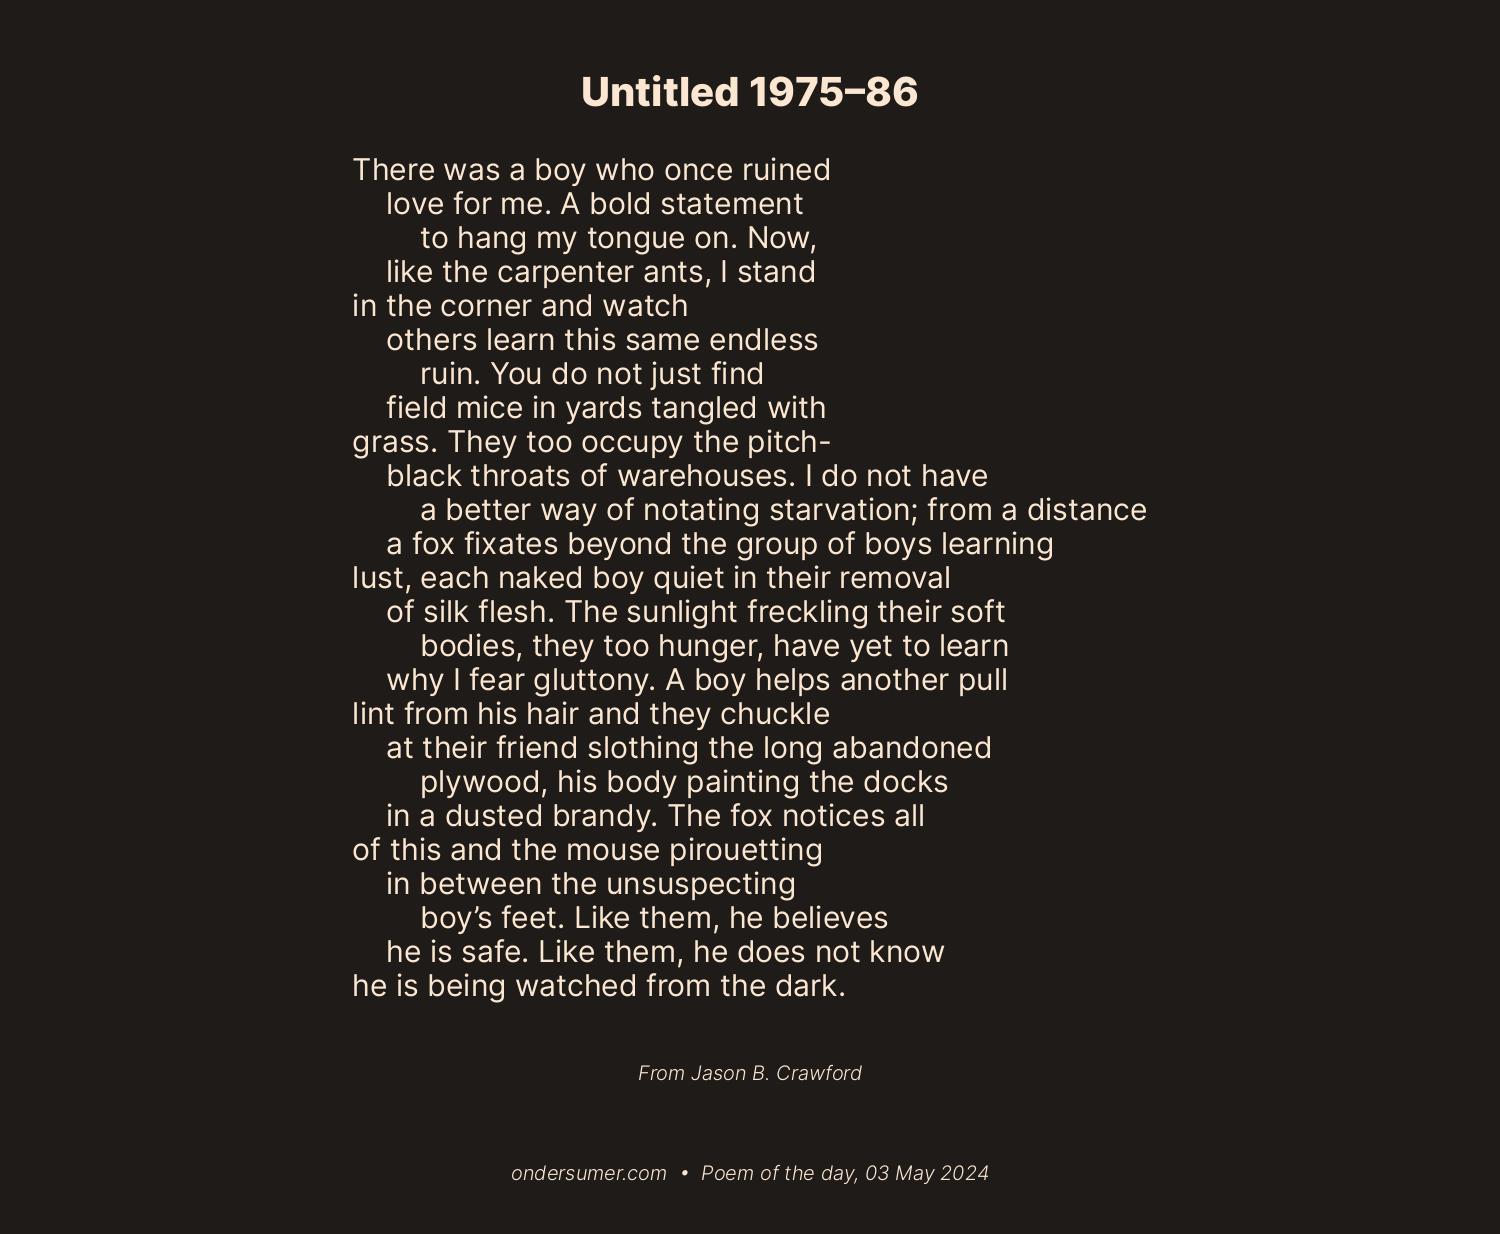 Untitled 1975–86
There was a boy who once ruined
love for me. A bold statement
to hang my tongue on. Now,
like the carpenter ants, I stand
in the corner and watch
others learn this same endless
ruin. You do not just find
field mice in yards tangled with
grass. They too occupy the pitch-
black throats of warehouses. I do not have
a better way of notating starvation; from a distance
a fox fixates beyond the group of boys learning
lust, each naked boy quiet in their removal
of silk flesh. The sunlight freckling their soft
bodies, they too hunger, have yet to learn
why I fear gluttony. A boy helps another pull
lint from his hair and they chuckle
at their friend slothing the long abandoned
plywood, his body painting the docks
in a dusted brandy. The fox notices all
of this and the mouse pirouetting
in between the unsuspecting
boy’s feet. Like them, he believes
he is safe. Like them, he does not know
he is being watched from the dark.
From Jason B. Crawford
ondersumer.com • Poem of the day, 03 May 2024